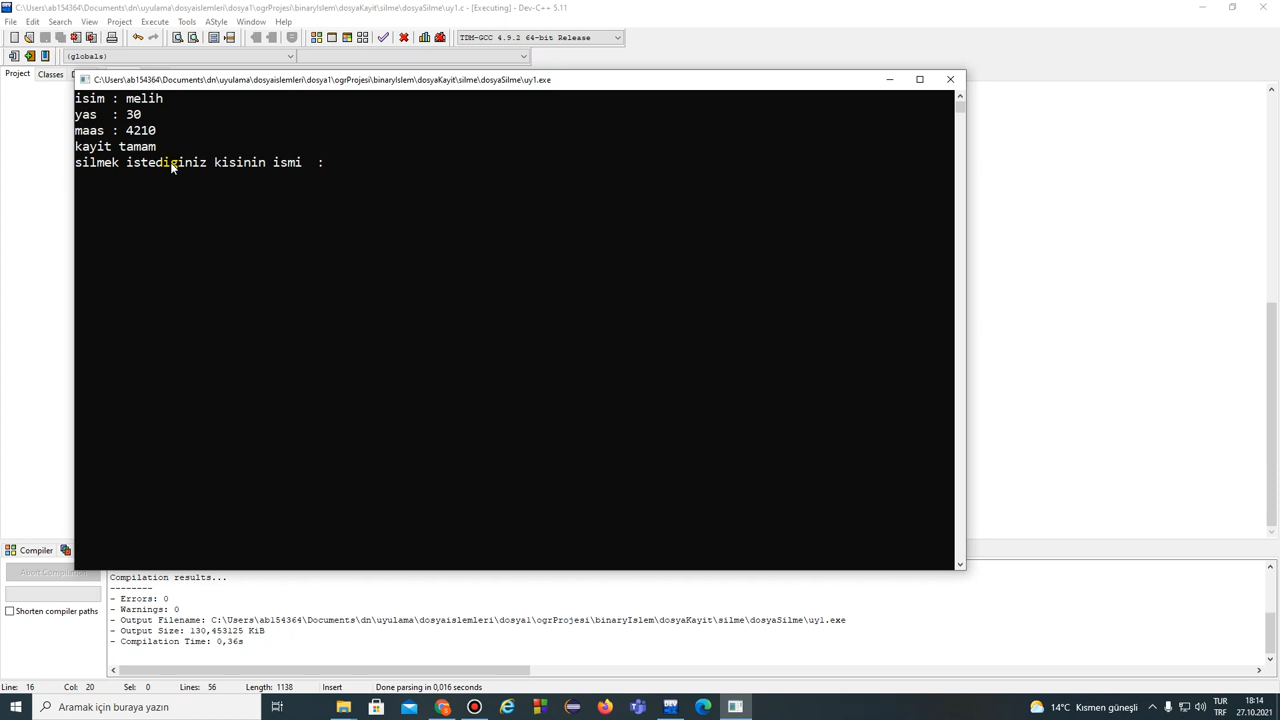 C:\Users\ab154364\Documents\dn\uyulama\dosyaislemleri\dosya1\ogrProjesi\binaryIslem\dosyaKayit\silme\dosyaSilme\uy1.c - [Executing] - Dev-C++ 5.11
File Edit Search View Project Execute Tools AStyle Window Help
TDM-GCC 4.9.2 64-bit Release
(globals)
Project Classes
C:\Users\ab154364\Documents\dn\uyulama\dosyaislemleri\dosya1\ogrProjesi\binaryIslem\dosyaKayit\silme\dosyaSilme\uy1.exe
isim : melih
yas : 30
maas : 4210
kayit tamam
silmek istediginiz kisinin ismi :
Compiler
Abort Compilation
Shorten compiler paths
Compilation results...
--------
- Errors: 0
- Warnings: 0
- Output Filename: C:\Users\ab154364\Documents\dn\uyulama\dosyaislemleri\dosya1\ogrProjesi\binaryIslem\dosyaKayit\silme\dosyaSilme\uy1.exe
- Output Size: 130,453125 KiB
- Compilation Time: 0,36s
Line: 16 Col: 20 Sel: 0 Lines: 56 Length: 1138 Insert Done parsing in 0,016 seconds
Aramak için buraya yazın
14°C Kısmen güneşli
TUR
TRF
18:14
27.10.2021